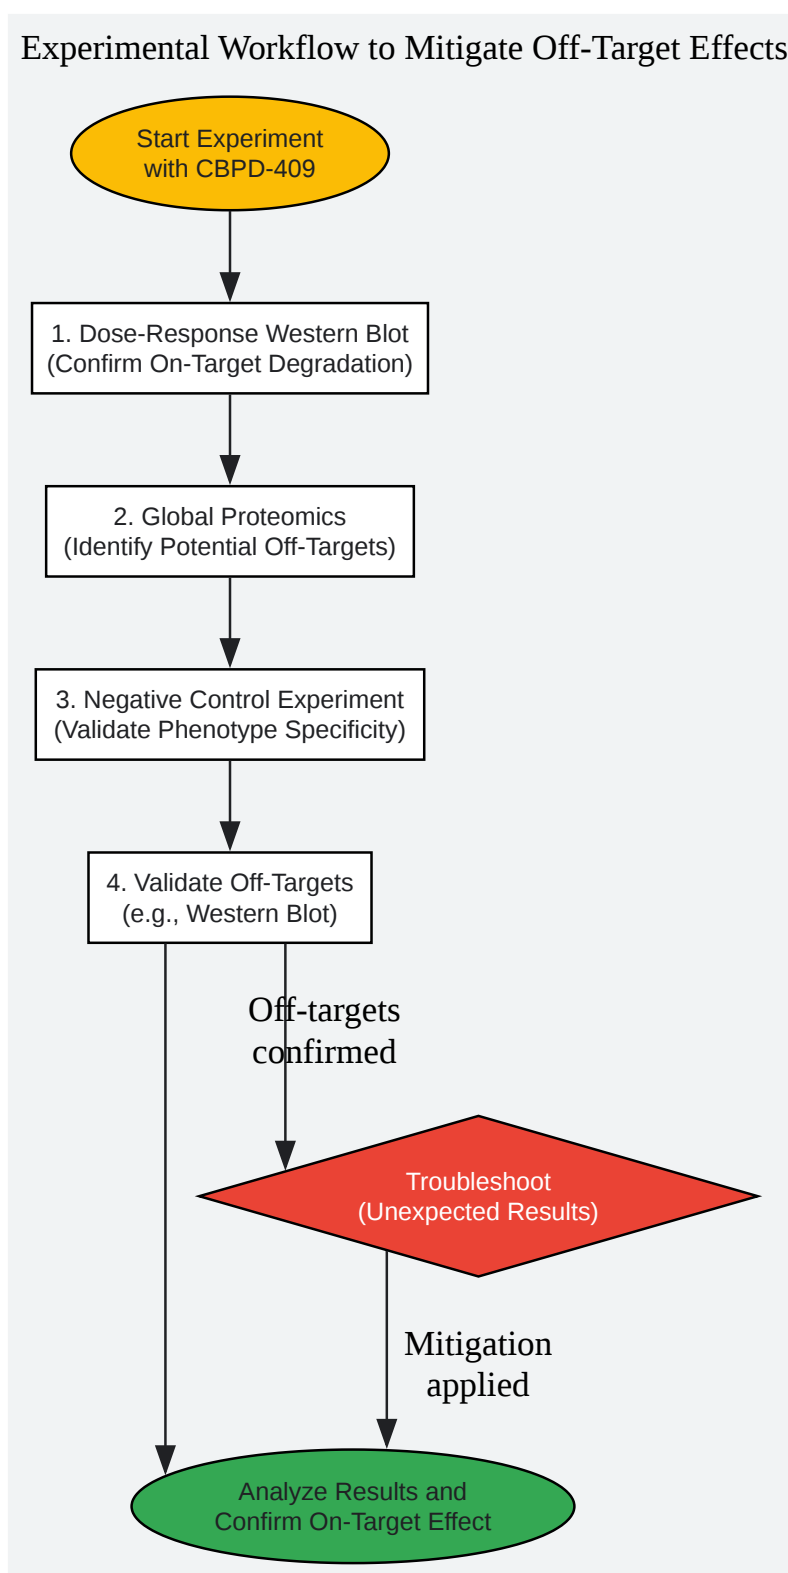 Experimental Workflow to Mitigate Off-Target Effects
Start Experiment
with CBPD-409
1. Dose-Response Western Blot
(Confirm On-Target Degradation)
2. Global Proteomics
(Identify Potential Off-Targets)
3. Negative Control Experiment
(Validate Phenotype Specificity)
4. Validate Off-Targets
(e.g., Western Blot)
Off-targets
confirmed
Troubleshoot
(Unexpected Results)
Mitigation
applied
Analyze Results and
Confirm On-Target Effect